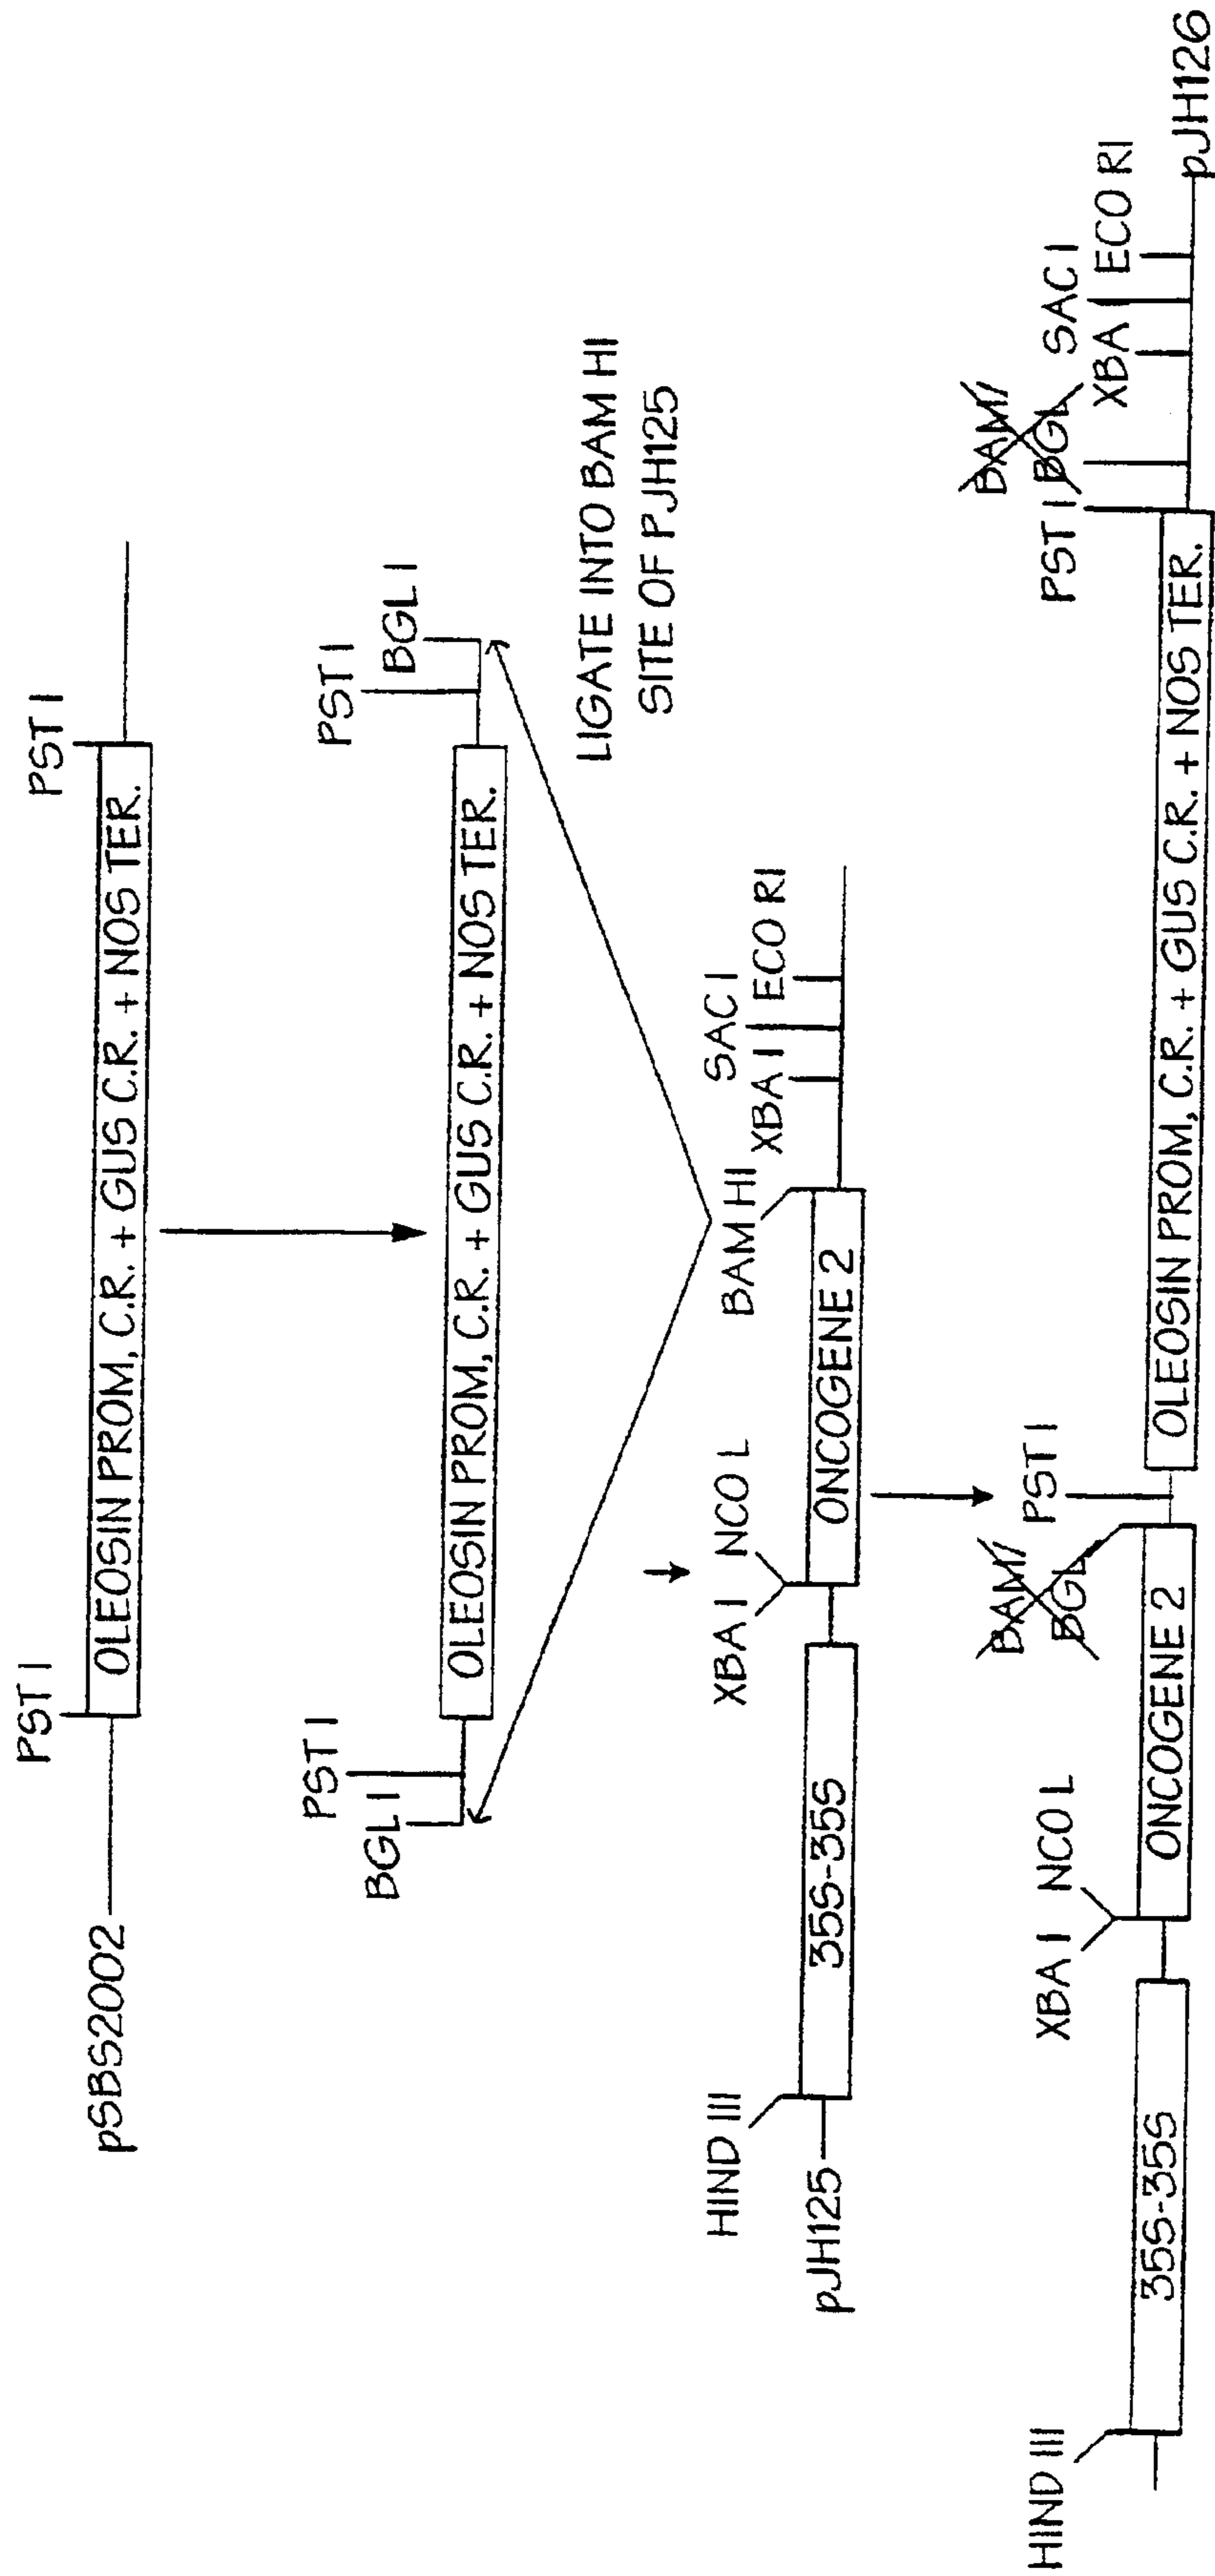 PST I
PST I
pSBS2002
OLEOSIN PROM, C.R. + GUS C.R. + NOS TER.
PST I
BGL I
PST I
BGL I
OLEOSIN PROM, C.R. + GUS C.R. + NOS TER.
LIGATE INTO BAM HI
SITE OF PJH125
HIND III
XBA I
NCO L
BAM HI
XBA I
SAC I
ECO RI
pJH125
35S-35S
ONCOGENE 2
HIND III
XBA I
NCO L
BAM/
BGL
PST I
PST I
BAM/
BGL
XBA I
SAC I
ECO RI
35S-35S
ONCOGENE 2
OLEOSIN PROM, C.R. + GUS C.R. + NOS TER.
pJH126